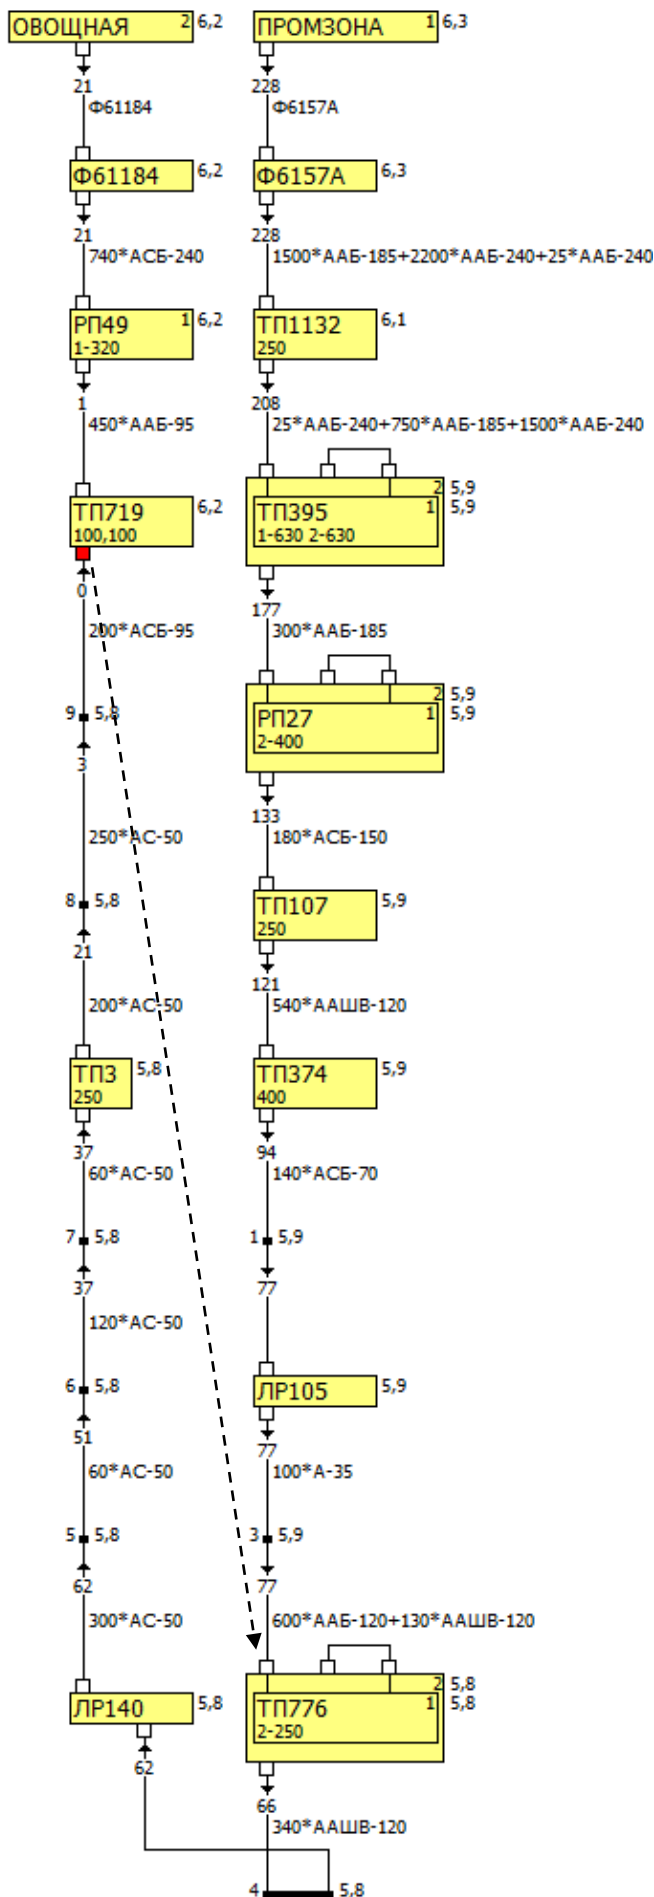 ОВОЩНАЯ 2 6,2
21
Ф61184
Ф61184 6,2
21
740*АСБ-240
РП49 1 6,2
1-320
1
450*ААБ-95
ТП719 6,2
100,100
0
200*АСБ-95
9 5,8
3
250*АС-50
8 5,8
21
200*АС-50
ТП3 5,8
250
37
60*АС-50
7 5,8
37
120*АС-50
6 5,8
51
60*АС-50
5 5,8
62
300*АС-50
ЛР140 5,8
62
ПРОМЗОНА 1 6,3
228
Ф6157А
Ф6157А 6,3
228
1500*ААБ-185+2200*ААБ-240+25*ААБ-240
ТП1132 6,1
250
208
25*ААБ-240+750*ААБ-185+1500*ААБ-240
2 5,9
ТП395 1 5,9
1-630 2-630
177
300*ААБ-185
2 5,9
РП27 1 5,9
2-400
133
180*АСБ-150
ТП107 5,9
250
121
540*ААШВ-120
ТП374 5,9
400
94
140*АСБ-70
1 5,9
77
ЛР105 5,9
77
100*А-35
3 5,9
77
600*ААБ-120+130*ААШВ-120
2 5,8
ТП776 1 5,8
2-250
66
340*ААШВ-120
4 5,8